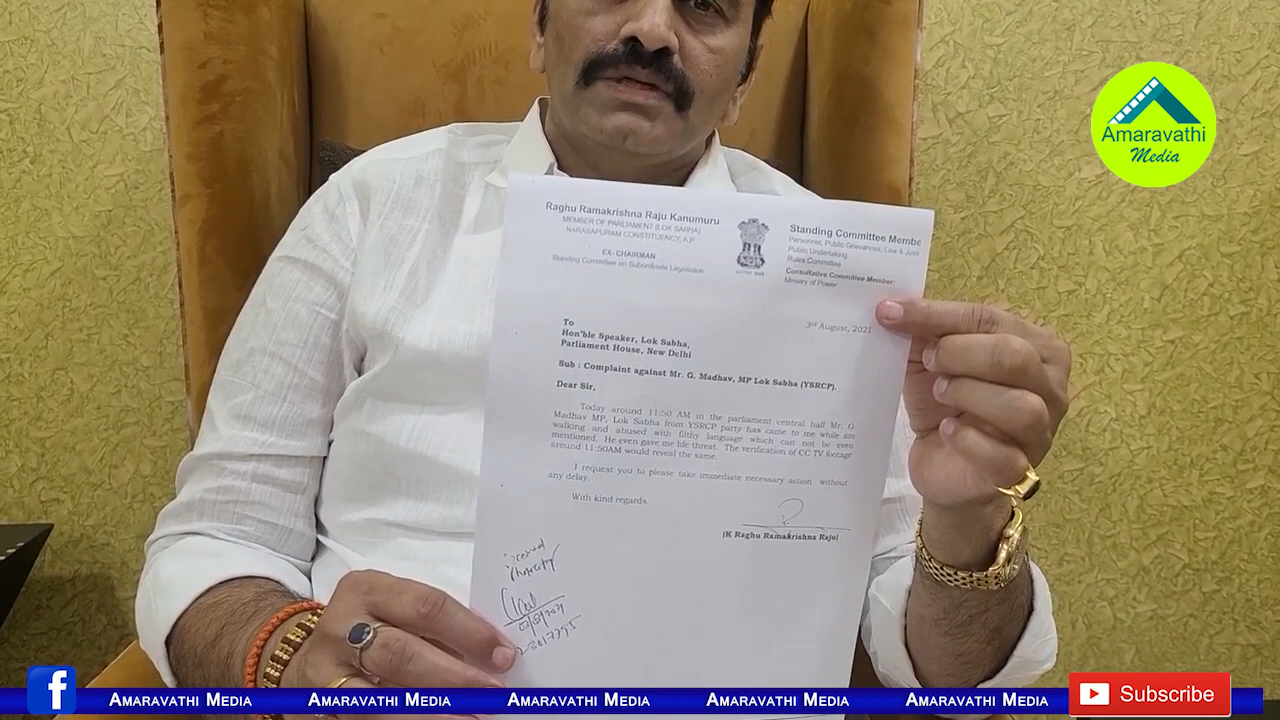 Amaravathi
Media
Raghu Ramakrishna Raju Kanumuru
MEMBER OF PARLIAMENT (LOK SABHA)
NARASAPURAM CONSTITUENCY, A.P
EX- CHAIRMAN
Standing Committee on Subordinate Legislation
Standing Committee Membe
Personnel, Public Grievances, Law & Just
Public Undertaking
Rules Committee
Consultative Committee Member:
Ministry of Power
3rd August, 2021
To
Hon'ble Speaker, Lok Sabha,
Parliament House, New Delhi
Sub : Complaint against Mr. G. Madhav, MP Lok Sabha (YSRCP).
Dear Sir,
Today around 11:50 AM in the parliament central hall Mr. G
Madhav MP, Lok Sabha from YSRCP party has came to me while am
walking and abused with filthy language which can not be even
mentioned. He even gave me life threat. The verification of CC TV footage
around 11:50AM would reveal the same.
I request you to please take immediate necessary action without
any delay.
With kind regards.
(K Raghu Ramakrishna Raju)
03/8/2021
f Amaravathi Media Amaravathi Media Amaravathi Media Amaravathi Media Amaravathi Media Subscribe